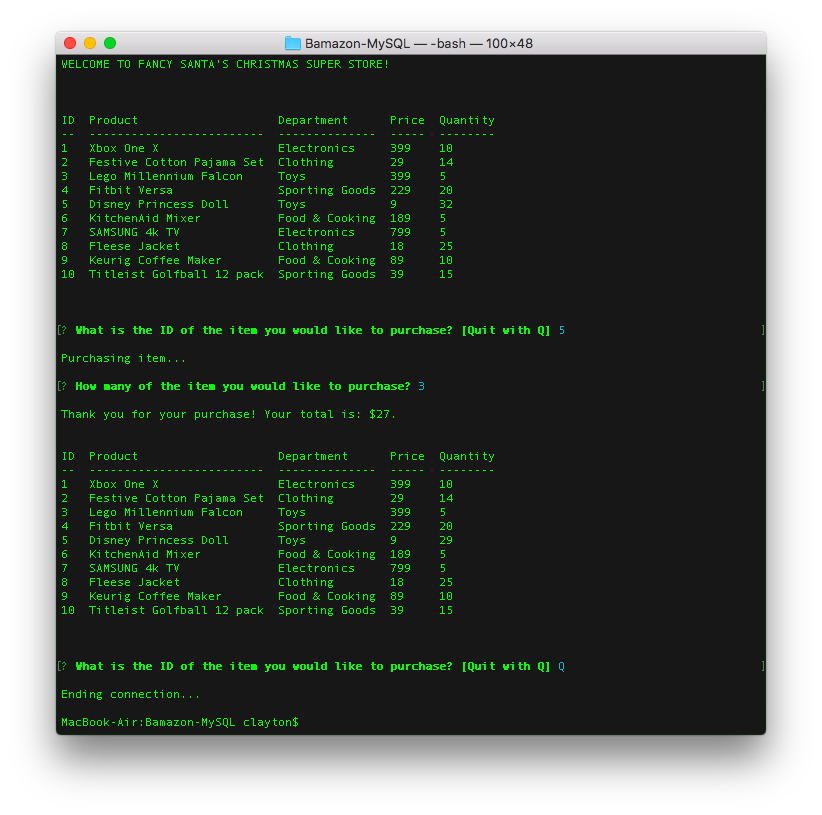 Bamazon-MySQL — -bash — 100×48
WELCOME TO FANCY SANTA'S CHRISTMAS SUPER STORE!
ID  Product                    Department      Price  Quantity
--  -------------------------  --------------  -----  --------
1   Xbox One X                 Electronics     399    10
2   Festive Cotton Pajama Set  Clothing        29     14
3   Lego Millennium Falcon     Toys            399    5
4   Fitbit Versa               Sporting Goods  229    20
5   Disney Princess Doll       Toys            9      32
6   KitchenAid Mixer           Food & Cooking  189    5
7   SAMSUNG 4k TV              Electronics     799    5
8   Fleese Jacket              Clothing        18     25
9   Keurig Coffee Maker        Food & Cooking  89     10
10  Titleist Golfball 12 pack  Sporting Goods  39     15
[? What is the ID of the item you would like to purchase? [Quit with Q] 5 ]
Purchasing item...
[? How many of the item you would like to purchase? 3 ]
Thank you for your purchase! Your total is: $27.
ID  Product                    Department      Price  Quantity
--  -------------------------  --------------  -----  --------
1   Xbox One X                 Electronics     399    10
2   Festive Cotton Pajama Set  Clothing        29     14
3   Lego Millennium Falcon     Toys            399    5
4   Fitbit Versa               Sporting Goods  229    20
5   Disney Princess Doll       Toys            9      29
6   KitchenAid Mixer           Food & Cooking  189    5
7   SAMSUNG 4k TV              Electronics     799    5
8   Fleese Jacket              Clothing        18     25
9   Keurig Coffee Maker        Food & Cooking  89     10
10  Titleist Golfball 12 pack  Sporting Goods  39     15
[? What is the ID of the item you would like to purchase? [Quit with Q] Q ]
Ending connection...
MacBook-Air:Bamazon-MySQL clayton$